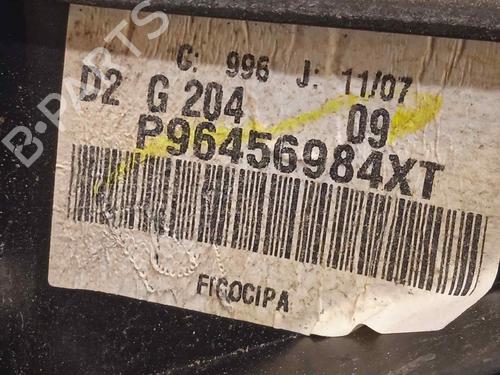 B-PARTS
C: 996 J: 11/07
D2 G 204 09
P96456984XT
FICOCIPA